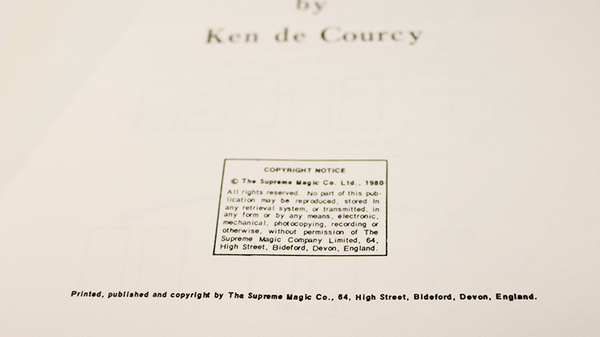 by
Ken de Courcy
COPYRIGHT NOTICE
© The Supreme Magic Co. Ltd., 1980
All rights reserved. No part of this pub-
lication may be reproduced, stored in
any retrieval system, or transmitted, in
any form or by any means, electronic,
mechanical, photocopying, recording or
otherwise, without permission of The
Supreme Magic Company Limited, 64,
High Street, Bideford, Devon, England.
Printed, published and copyright by The Supreme Magic Co., 64, High Street, Bideford, Devon, England.